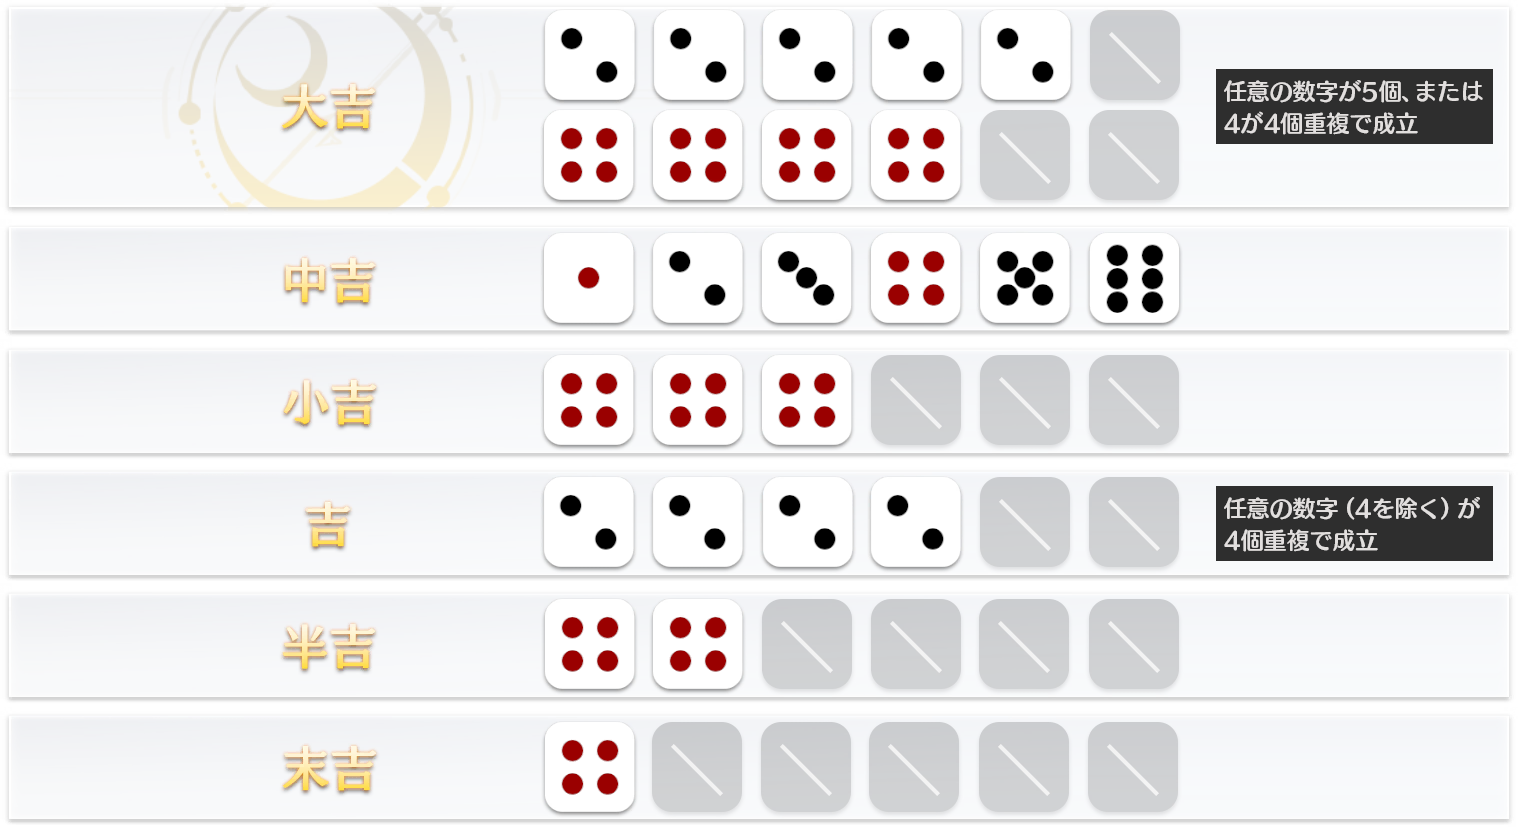 大吉
任意の数字が5個、または
4が4個重複で成立
中吉
小吉
吉
任意の数字（4を除く）が
4個重複で成立
半吉
末吉